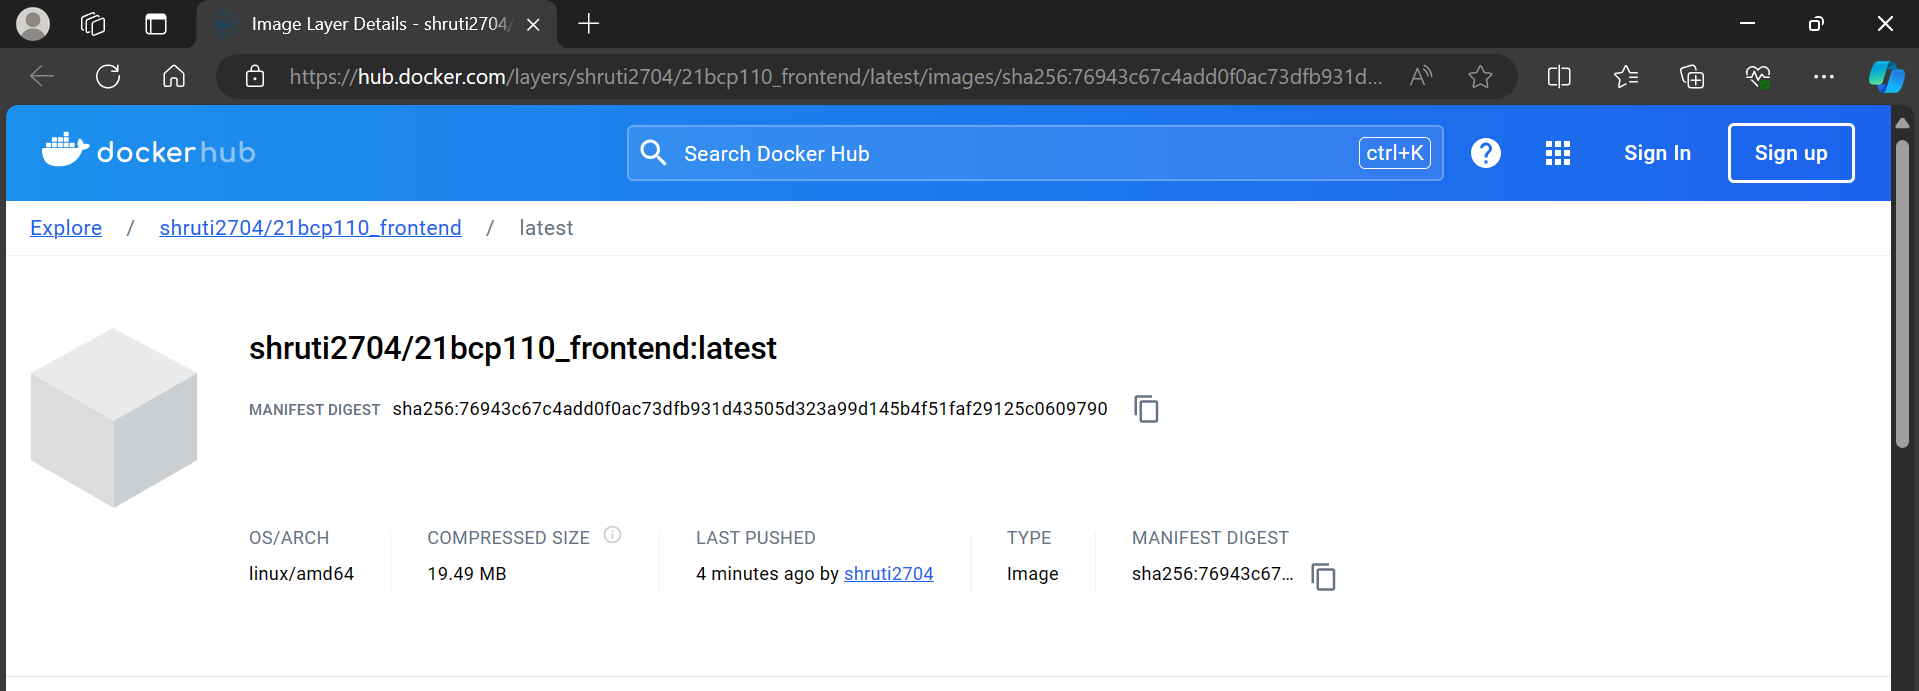 Image Layer Details - shruti2704/
https://hub.docker.com/layers/shruti2704/21bcp110_frontend/latest/images/sha256:76943c67c4add0f0ac73dfb931d...
dockerhub
Search Docker Hub
ctrl+K
?
Sign In
Sign up
Explore / shruti2704/21bcp110_frontend / latest
shruti2704/21bcp110_frontend:latest
MANIFEST DIGEST sha256:76943c67c4add0f0ac73dfb931d43505d323a99d145b4f51faf29125c0609790
OS/ARCH
linux/amd64
COMPRESSED SIZE
19.49 MB
LAST PUSHED
4 minutes ago by shruti2704
TYPE
Image
MANIFEST DIGEST
sha256:76943c67...